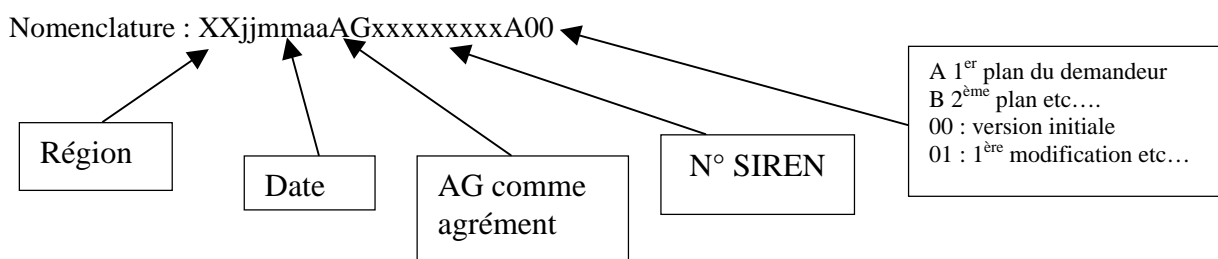 Nomenclature : XXjjmmaaAGxxxxxxxxxA00
A 1er plan du demandeur
B 2ème plan etc….
00 : version initiale
01 : 1ère modification etc…
Région
Date
AG comme
agrément
N° SIREN